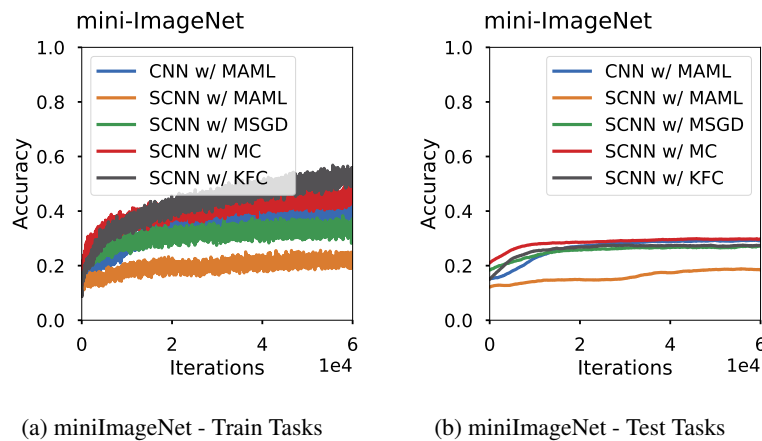 mini-ImageNet
1.0
0.8
0.6
0.4
0.2
0.0
Accuracy
CNN w/ MAML
SCNN w/ MAML
SCNN w/ MSGD
SCNN w/ MC
SCNN w/ KFC
0 2 4 6
1e4
Iterations
(a) miniImageNet - Train Tasks
mini-ImageNet
1.0
0.8
0.6
0.4
0.2
0.0
Accuracy
CNN w/ MAML
SCNN w/ MAML
SCNN w/ MSGD
SCNN w/ MC
SCNN w/ KFC
0 2 4 6
1e4
Iterations
(b) miniImageNet - Test Tasks